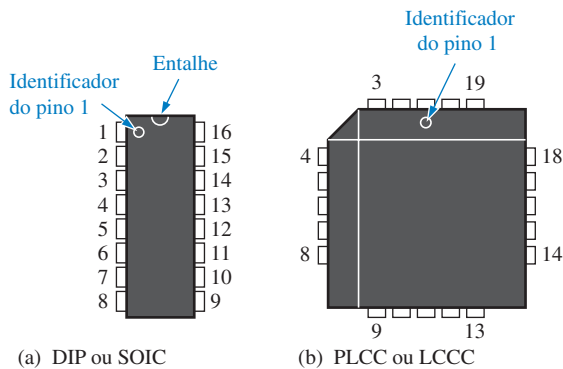 Identificador
do pino 1
Entalhe
1 16
2 15
3 14
4 13
5 12
6 11
7 10
8 9
(a) DIP ou SOIC
Identificador
do pino 1
3 19
4 18
8 14
9 13
(b) PLCC ou LCCC